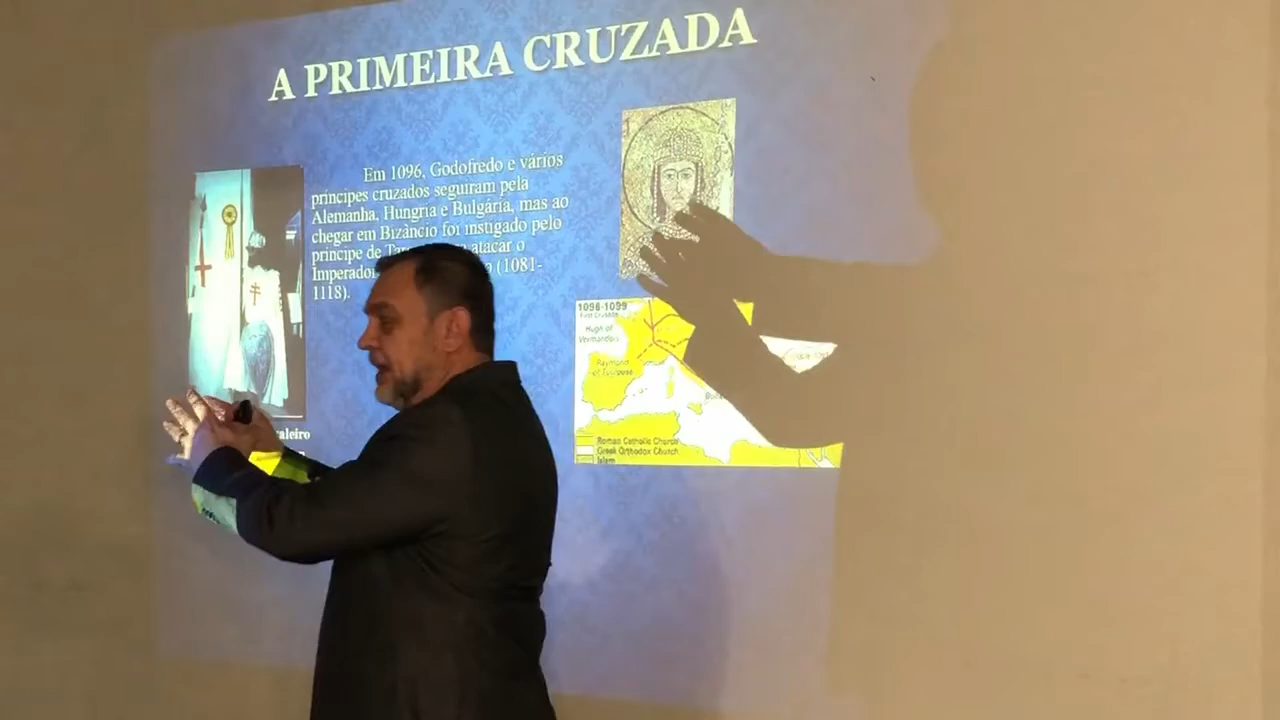 A PRIMEIRA CRUZADA
Em 1096, Godofredo e vários
príncipes cruzados seguiram pela
Alemanha, Hungria e Bulgária, mas ao
chegar em Bizâncio foi instigado pelo
príncipe de atacar o
Imperador (1081-
1118).
1096-1099
First Crusade
Hugh of
Vermandois
Raymond
of Toulouse
Roman Catholic Church
Greek Orthodox Church
Islam